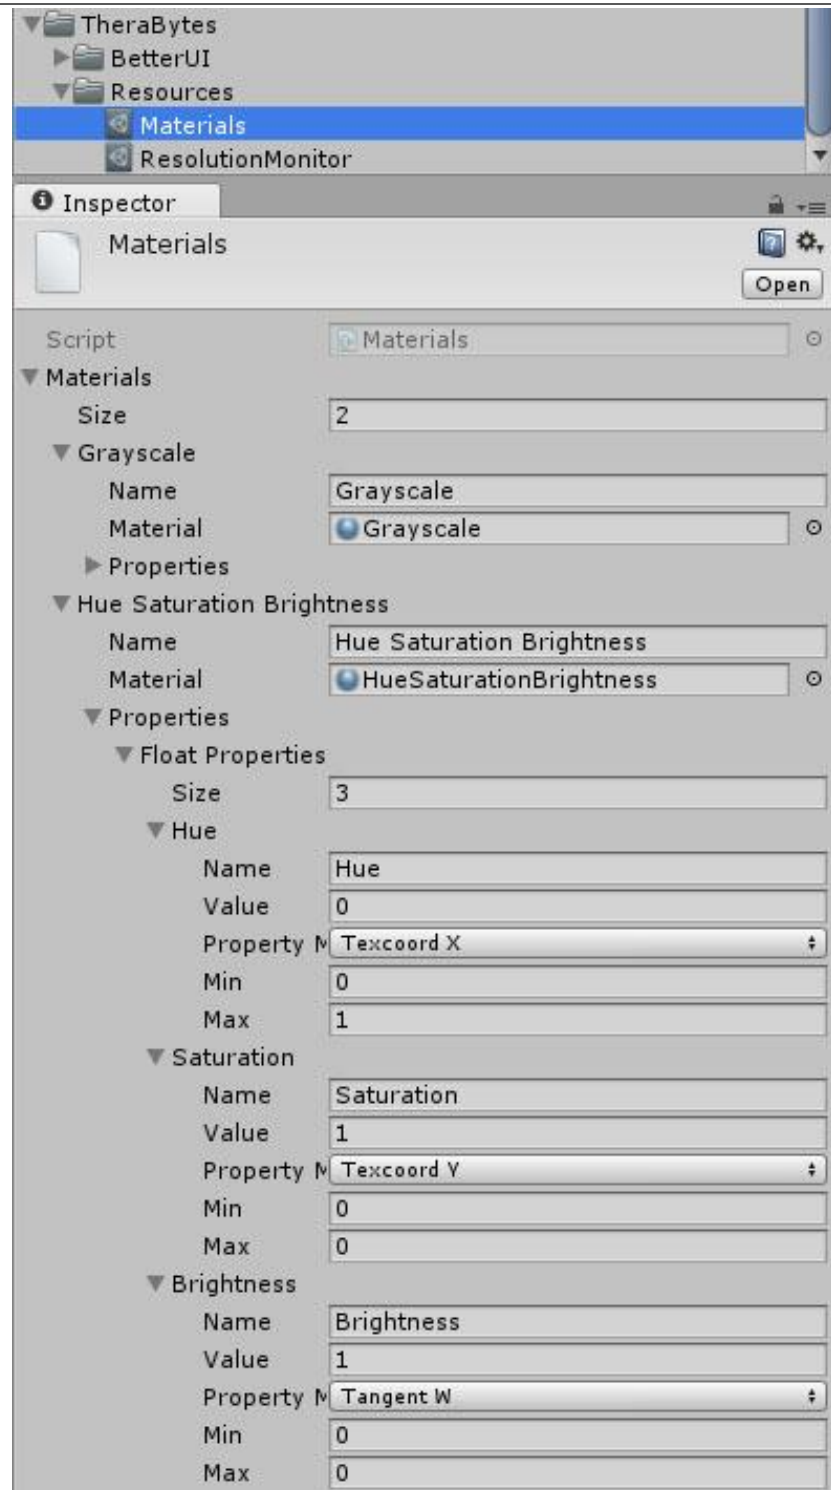 TheraBytes
BetterUI
Resources
Materials
ResolutionMonitor
Inspector
Materials
Open
Script Materials
Materials
Size 2
Grayscale
Name Grayscale
Material Grayscale
Properties
Hue Saturation Brightness
Name Hue Saturation Brightness
Material HueSaturationBrightness
Properties
Float Properties
Size 3
Hue
Name Hue
Value 0
Property M Texcoord X
Min 0
Max 1
Saturation
Name Saturation
Value 1
Property M Texcoord Y
Min 0
Max 0
Brightness
Name Brightness
Value 1
Property M Tangent W
Min 0
Max 0